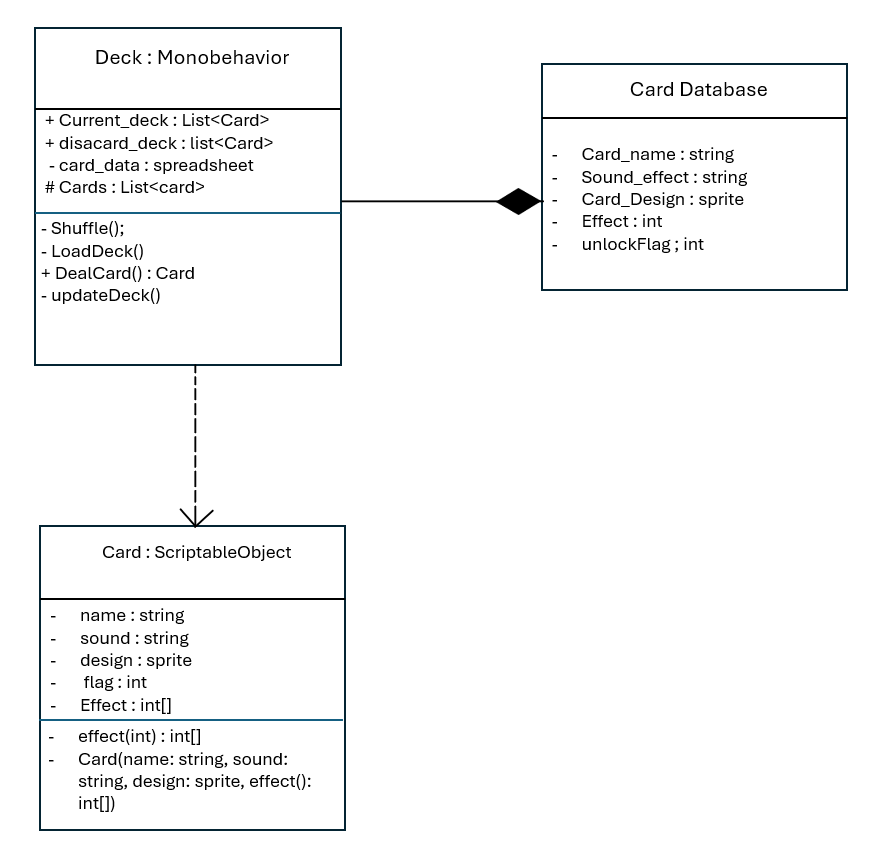 Deck : Monobehavior
+ Current_deck : List<Card>
+ disacard_deck : list<Card>
- card_data : spreadsheet
# Cards : List<card>
- Shuffle();
- LoadDeck()
+ DealCard() : Card
- updateDeck()
Card Database
- Card_name : string
- Sound_effect : string
- Card_Design : sprite
- Effect : int
- unlockFlag ; int
Card : ScriptableObject
- name : string
- sound : string
- design : sprite
- flag : int
- Effect : int[]
- effect(int) : int[]
- Card(name: string, sound:
string, design: sprite, effect():
int[])